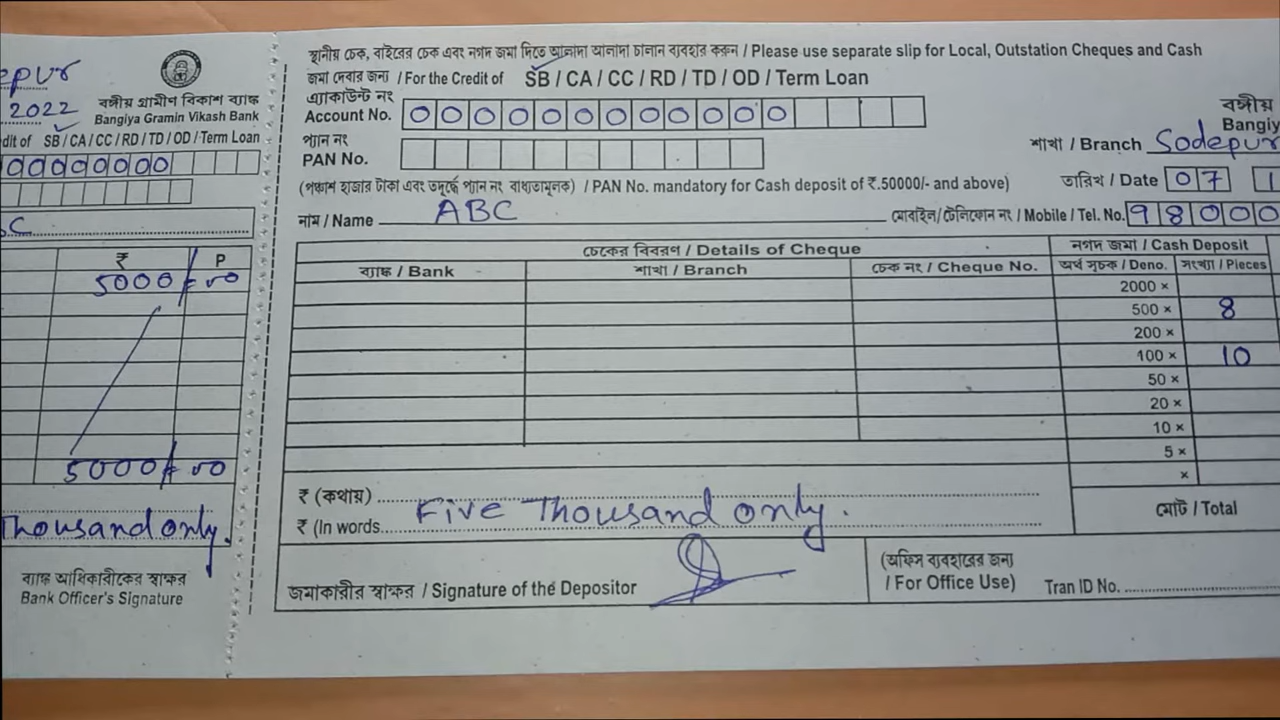 স্থানীয় চেক, বাইরের চেক এবং নগদ জমা দিতে আলাদা আলাদা চালান ব্যবহার করুন / Please use separate slip for Local, Outstation Cheques and Cash
জমা দেবার জন্য / For the Credit of SB / CA / CC / RD / TD / OD / Term Loan
এ্যাকাউন্ট নং
Account No. 000000000000
প্যান নং
PAN No.
(পঞ্চাশ হাজার টাকা এবং তদূর্দ্ধে প্যান নং বাধ্যতামূলক) / PAN No. mandatory for Cash deposit of ₹.50000/- and above)
নাম / Name ABC
বঙ্গীয়
Bangiy
শাখা / Branch Sodepur
তারিখ / Date 07 1
মোবাইল/টেলিফোন নং / Mobile / Tel. No. 98000
চেকের বিবরণ / Details of Cheque
নগদ জমা / Cash Deposit
ব্যাঙ্ক / Bank শাখা / Branch চেক নং / Cheque No. অর্থ সূচক / Deno. সংখ্যা / Pieces
2000 ×
500 × 8
200 ×
100 × 10
50 ×
20 ×
10 ×
5 ×
×
₹ (কথায়)
₹ (In words Five Thousand only.
মোট / Total
জমাকারীর স্বাক্ষর / Signature of the Depositor
(অফিস ব্যবহারের জন্য
/ For Office Use) Tran ID No.
epur
2022
বঙ্গীয় গ্রামীণ বিকাশ ব্যাঙ্ক
Bangiya Gramin Vikash Bank
dit of SB / CA / CC / RD / TD / OD / Term Loan
00000000
C
₹ P
5000/- 00
5000/- 00
Thousand only.
ব্যাঙ্ক আধিকারীকের স্বাক্ষর
Bank Officer's Signature